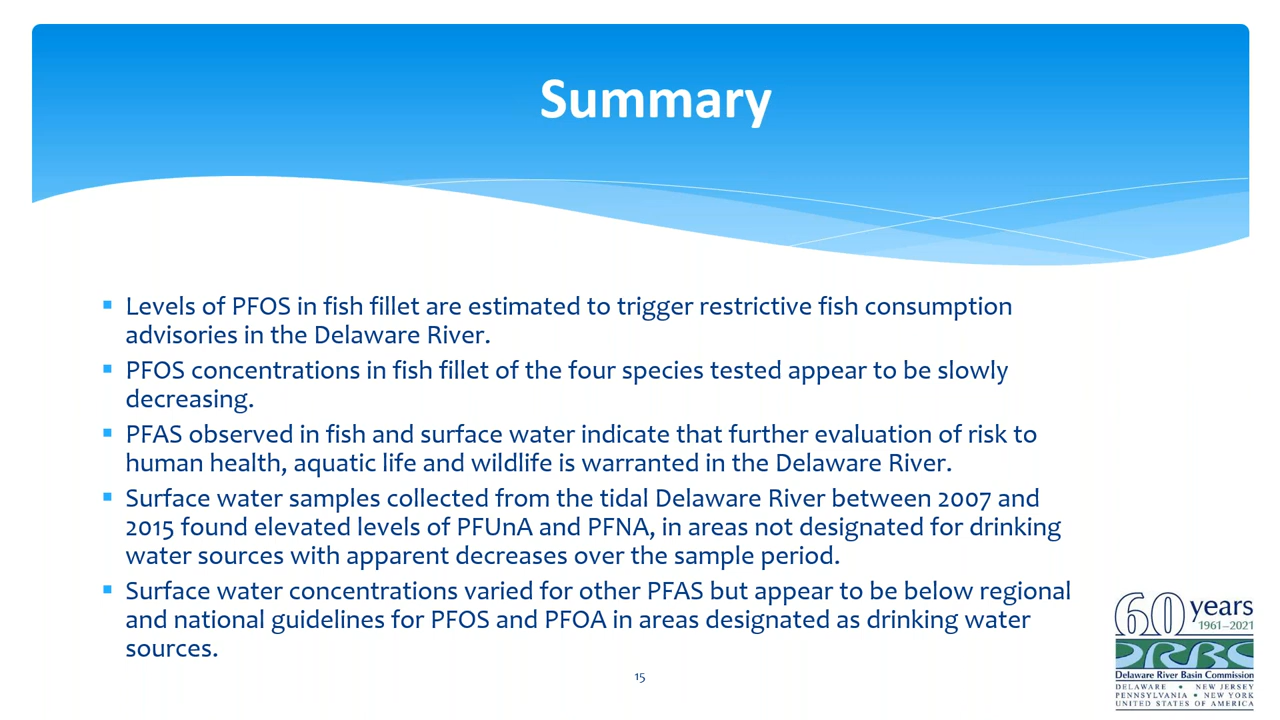 Summary
Levels of PFOS in fish fillet are estimated to trigger restrictive fish consumption
advisories in the Delaware River.
PFOS concentrations in fish fillet of the four species tested appear to be slowly
decreasing.
PFAS observed in fish and surface water indicate that further evaluation of risk to
human health, aquatic life and wildlife is warranted in the Delaware River.
Surface water samples collected from the tidal Delaware River between 2007 and
2015 found elevated levels of PFUnA and PFNA, in areas not designated for drinking
water sources with apparent decreases over the sample period.
Surface water concentrations varied for other PFAS but appear to be below regional
and national guidelines for PFOS and PFOA in areas designated as drinking water
sources.
15
60 years
1961–2021
DRBC
Delaware River Basin Commission
DELAWARE • NEW JERSEY
PENNSYLVANIA • NEW YORK
UNITED STATES OF AMERICA